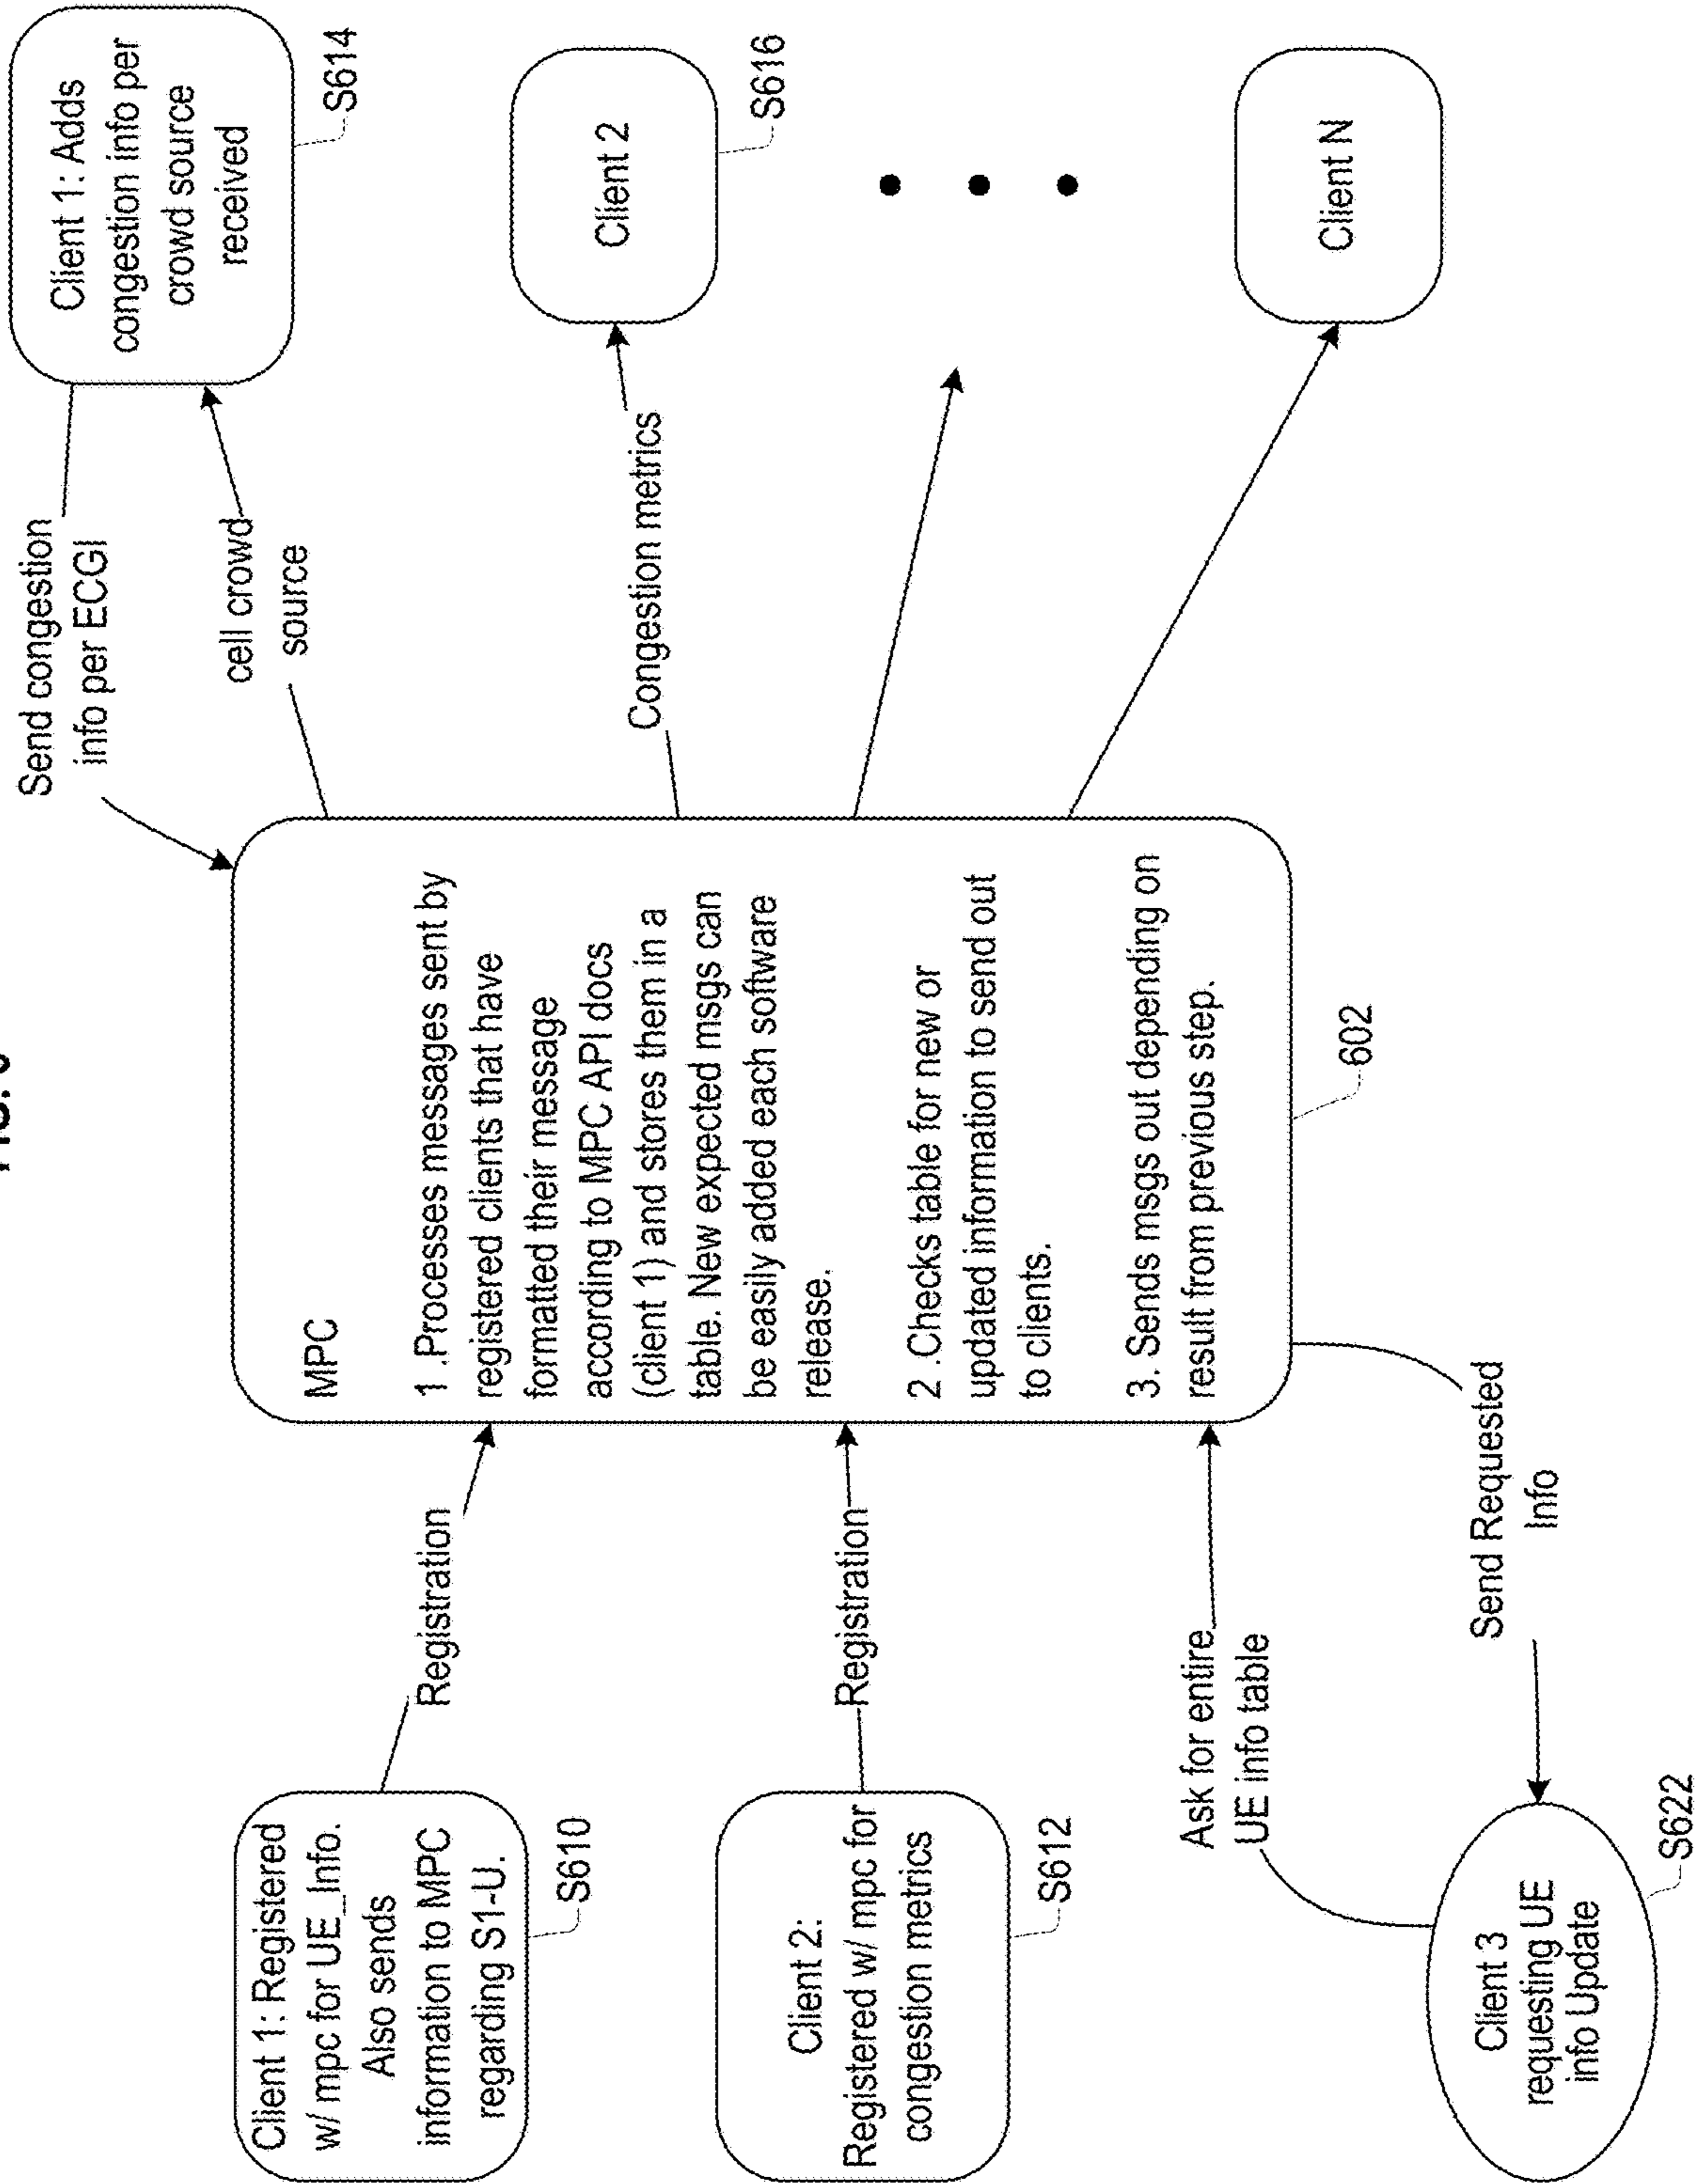 FIG. 6
Client 1: Registered
w/ mpc for UE_Info.
Also sends
information to MPC
regarding S1-U.
S610
Registration
Client 2:
Registered w/ mpc for
congestion metrics
S612
Registration
Client 3
requesting UE
info Update
S622
Ask for entire
UE info table
Send Requested
Info
MPC
1 .Processes messages sent by
registered clients that have
formatted their message
according to MPC API docs
(client 1) and stores them in a
table. New expected msgs can
be easily added each software
release.
2 .Checks table for new or
updated information to send out
to clients.
3. Sends msgs out depending on
result from previous step.
602
Send congestion
info per ECGI
cell crowd
source
Congestion metrics
Client 1: Adds
congestion info per
crowd source
received
S614
Client 2
S616
Client N